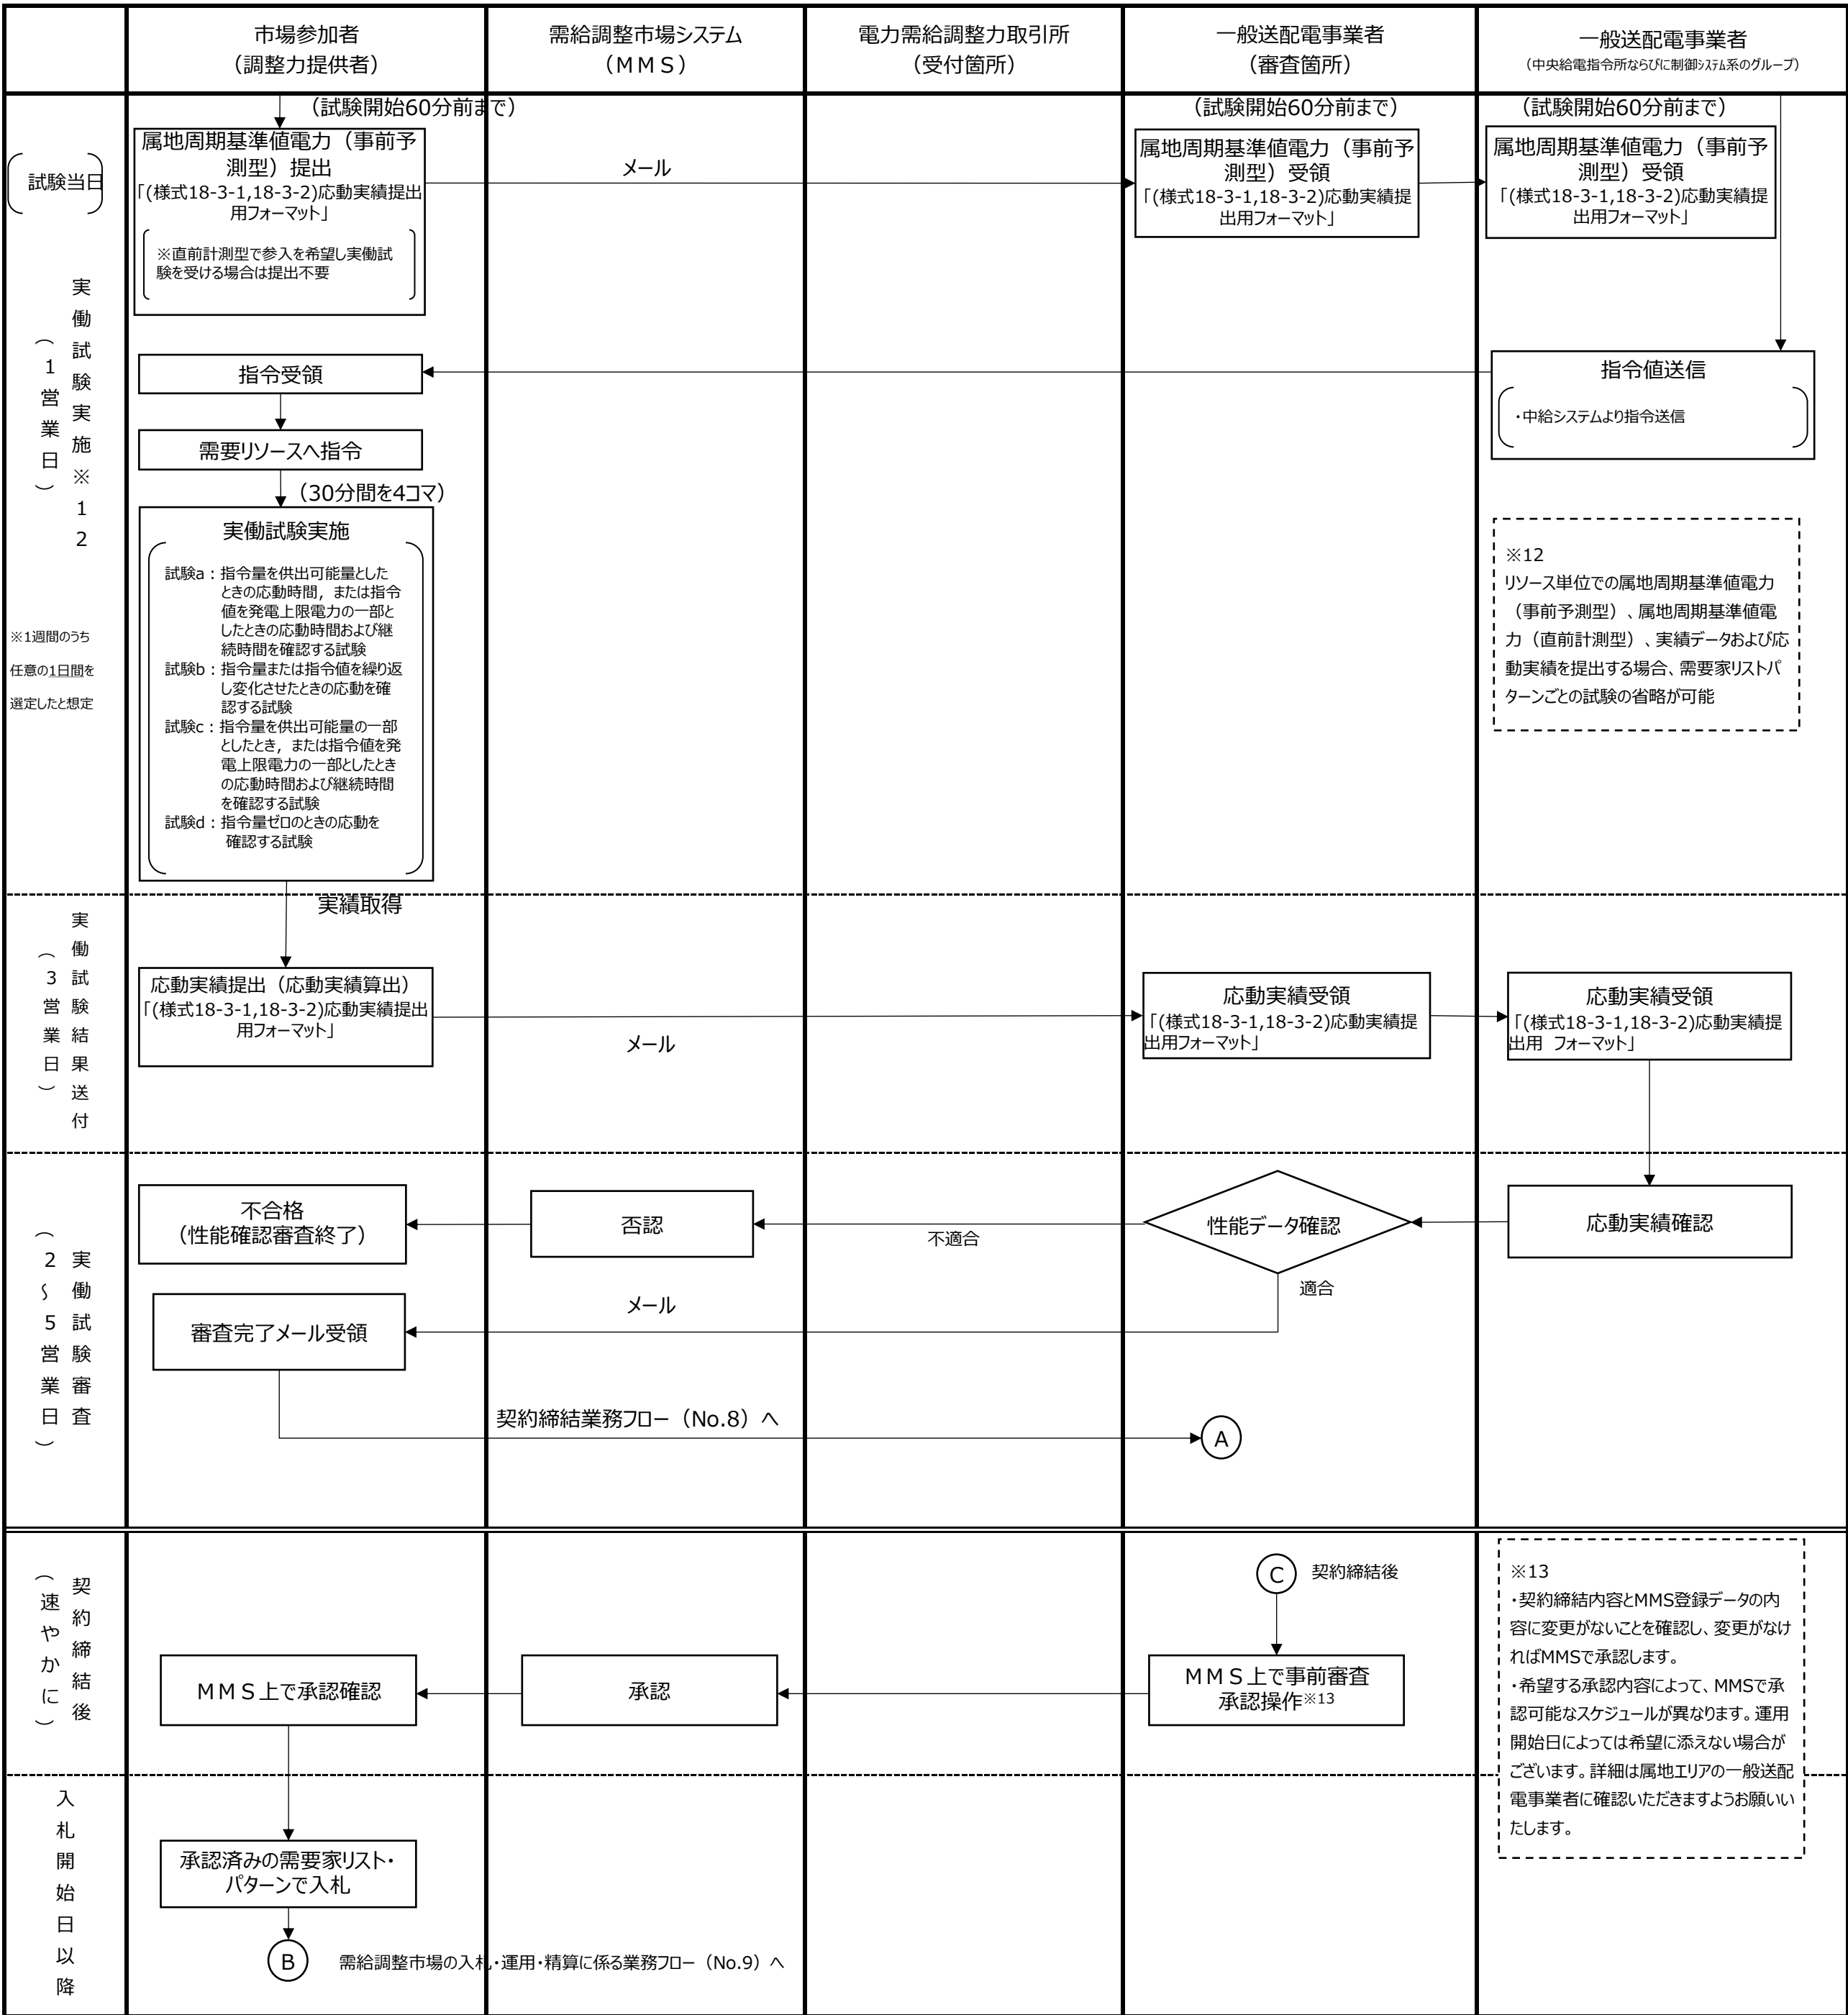 市場参加者
（調整力提供者）
需給調整市場システム
（ＭＭＳ）
電力需給調整力取引所
（受付箇所）
一般送配電事業者
（審査箇所）
一般送配電事業者
（中央給電指令所ならびに制御ｼｽﾃﾑ系のグループ）
試験当日
実働試験実施※12
（1営業日）
※1週間のうち
任意の1日間を
選定したと想定
（試験開始60分前まで）
属地周期基準値電力（事前予
測型）提出
「(様式18-3-1,18-3-2)応動実績提出
用フォーマット」
※直前計測型で参入を希望し実働試
験を受ける場合は提出不要
メール
（試験開始60分前まで）
属地周期基準値電力（事前予
測型）受領
「(様式18-3-1,18-3-2)応動実績提
出用フォーマット」
（試験開始60分前まで）
属地周期基準値電力（事前予
測型）受領
「(様式18-3-1,18-3-2)応動実績提
出用フォーマット」
指令値送信
・中給システムより指令送信
指令受領
需要リソースへ指令
（30分間を4コマ）
実働試験実施
試験a：指令量を供出可能量とした
ときの応動時間，または指令
値を発電上限電力の一部と
したときの応動時間および継
続時間を確認する試験
試験b：指令量または指令値を繰り返
し変化させたときの応動を確
認する試験
試験c：指令量を供出可能量の一部
としたとき，または指令値を発
電上限電力の一部としたとき
の応動時間および継続時間
を確認する試験
試験d：指令量ゼロのときの応動を
確認する試験
※12
リソース単位での属地周期基準値電力
（事前予測型）、属地周期基準値電
力（直前計測型）、実績データおよび応
動実績を提出する場合、需要家リストパ
ターンごとの試験の省略が可能
実働試験結果送付
（3営業日）
実績取得
応動実績提出（応動実績算出）
「(様式18-3-1,18-3-2)応動実績提出
用フォーマット」
メール
応動実績受領
「(様式18-3-1,18-3-2)応動実績提
出用フォーマット」
応動実績受領
「(様式18-3-1,18-3-2)応動実績提
出用 フォーマット」
実働試験審査
（2～5営業日）
不合格
（性能確認審査終了）
否認
不適合
性能データ確認
応動実績確認
適合
メール
審査完了メール受領
契約締結業務フロー（No.8）へ
A
契約締結後
（速やかに）
C
契約締結後
ＭＭＳ上で事前審査
承認操作※13
承認
ＭＭＳ上で承認確認
※13
・契約締結内容とMMS登録データの内
容に変更がないことを確認し、変更がなけ
ればMMSで承認します。
・希望する承認内容によって、MMSで承
認可能なスケジュールが異なります。運用
開始日によっては希望に添えない場合が
ございます。詳細は属地エリアの一般送配
電事業者に確認いただきますようお願いい
たします。
入札開始日以降
承認済みの需要家リスト・
パターンで入札
B
需給調整市場の入札・運用・精算に係る業務フロー（No.9）へ